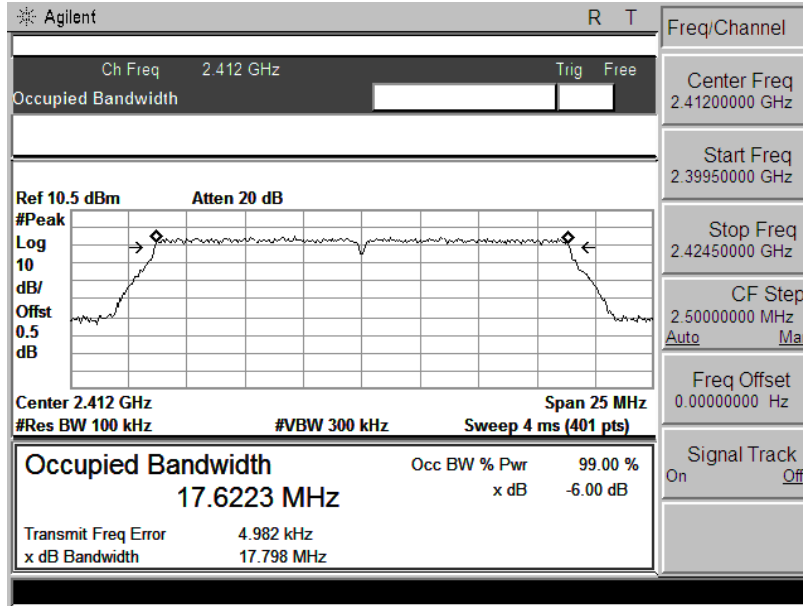 Agilent R T
Freq/Channel
Ch Freq 2.412 GHz Trig Free
Occupied Bandwidth
Center Freq
2.41200000 GHz
Start Freq
2.39950000 GHz
Stop Freq
2.42450000 GHz
CF Step
2.50000000 MHz
Auto Ma
Freq Offset
0.00000000 Hz
Signal Track
On Off
Ref 10.5 dBm Atten 20 dB
#Peak
Log
10
dB/
Offst
0.5
dB
Center 2.412 GHz Span 25 MHz
#Res BW 100 kHz #VBW 300 kHz Sweep 4 ms (401 pts)
Occupied Bandwidth Occ BW % Pwr 99.00 %
17.6223 MHz x dB -6.00 dB
Transmit Freq Error 4.982 kHz
x dB Bandwidth 17.798 MHz